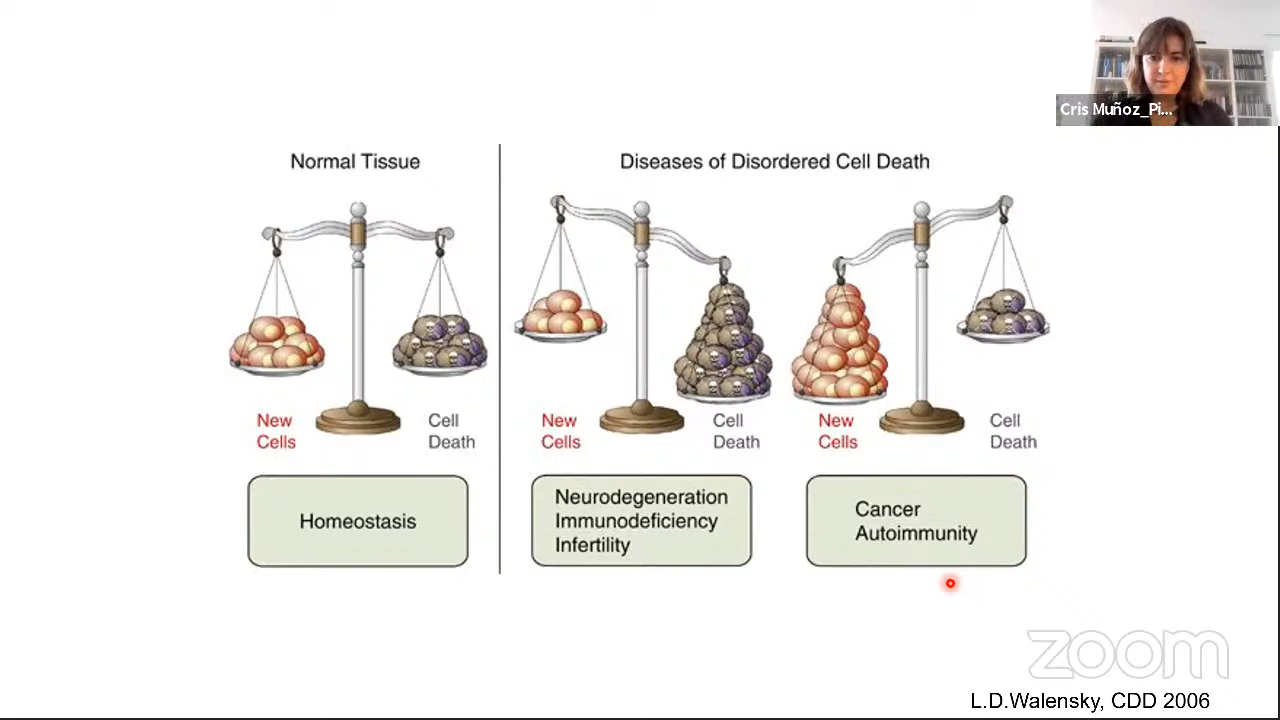 Cris Muñoz_Pi...
Normal Tissue
Diseases of Disordered Cell Death
New
Cells
Cell
Death
New
Cells
Cell
Death
New
Cells
Cell
Death
Homeostasis
Neurodegeneration
Immunodeficiency
Infertility
Cancer
Autoimmunity
zoom
L.D.Walensky, CDD 2006